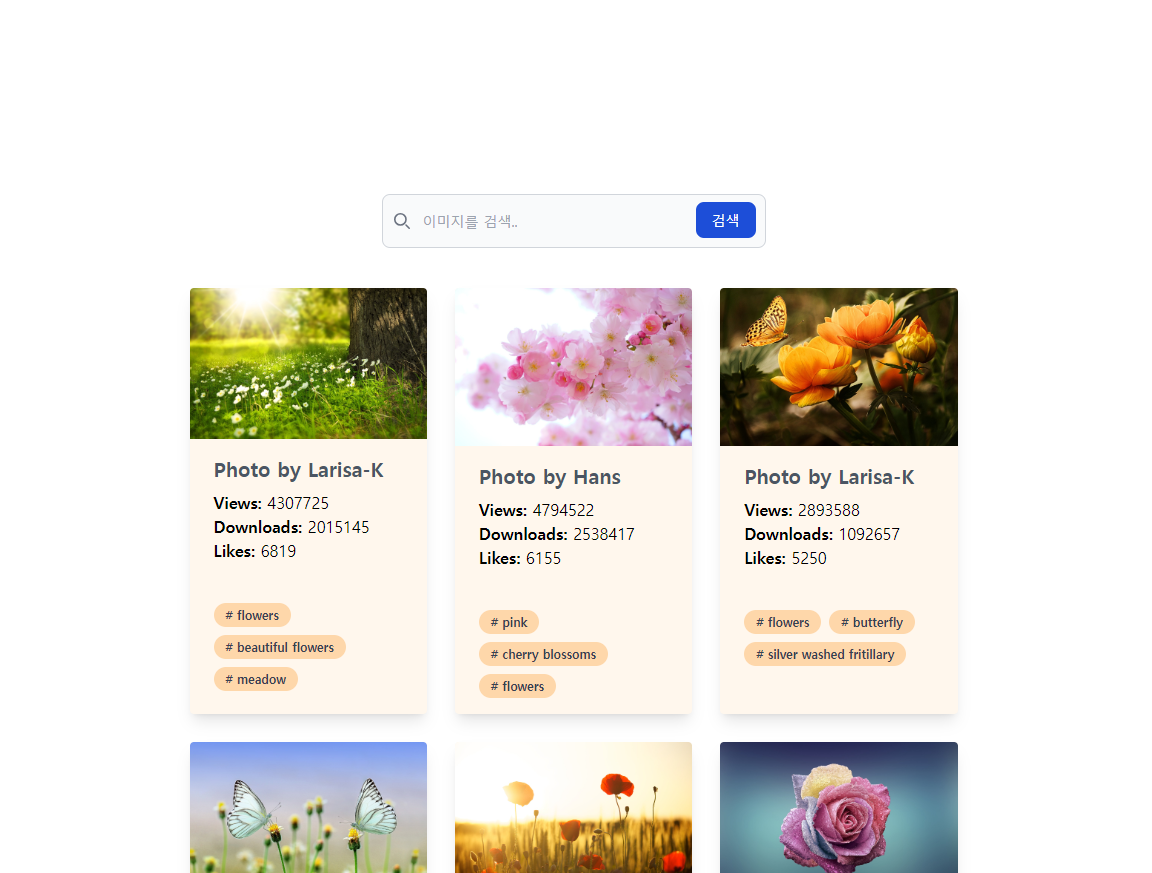 이미지를 검색..
검색
Photo by Larisa-K
Views: 4307725
Downloads: 2015145
Likes: 6819
# flowers
# beautiful flowers
# meadow
Photo by Hans
Views: 4794522
Downloads: 2538417
Likes: 6155
# pink
# cherry blossoms
# flowers
Photo by Larisa-K
Views: 2893588
Downloads: 1092657
Likes: 5250
# flowers # butterfly
# silver washed fritillary